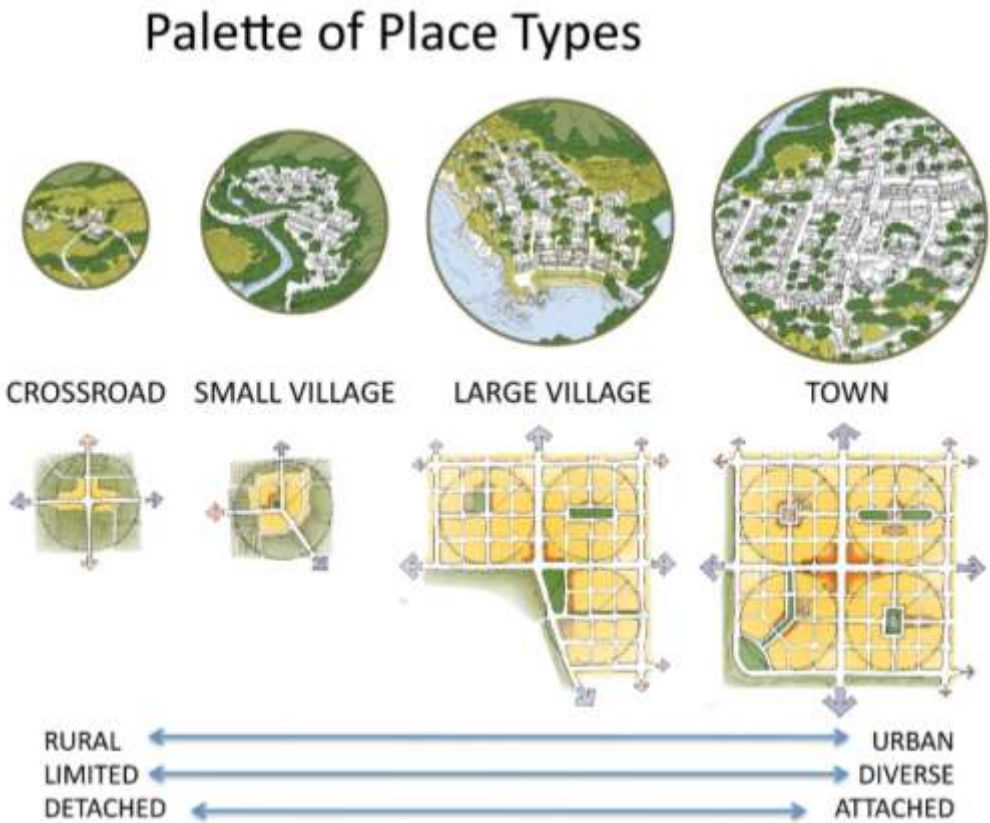 Palette of Place Types
CROSSROAD SMALL VILLAGE LARGE VILLAGE TOWN
RURAL URBAN
LIMITED DIVERSE
DETACHED ATTACHED